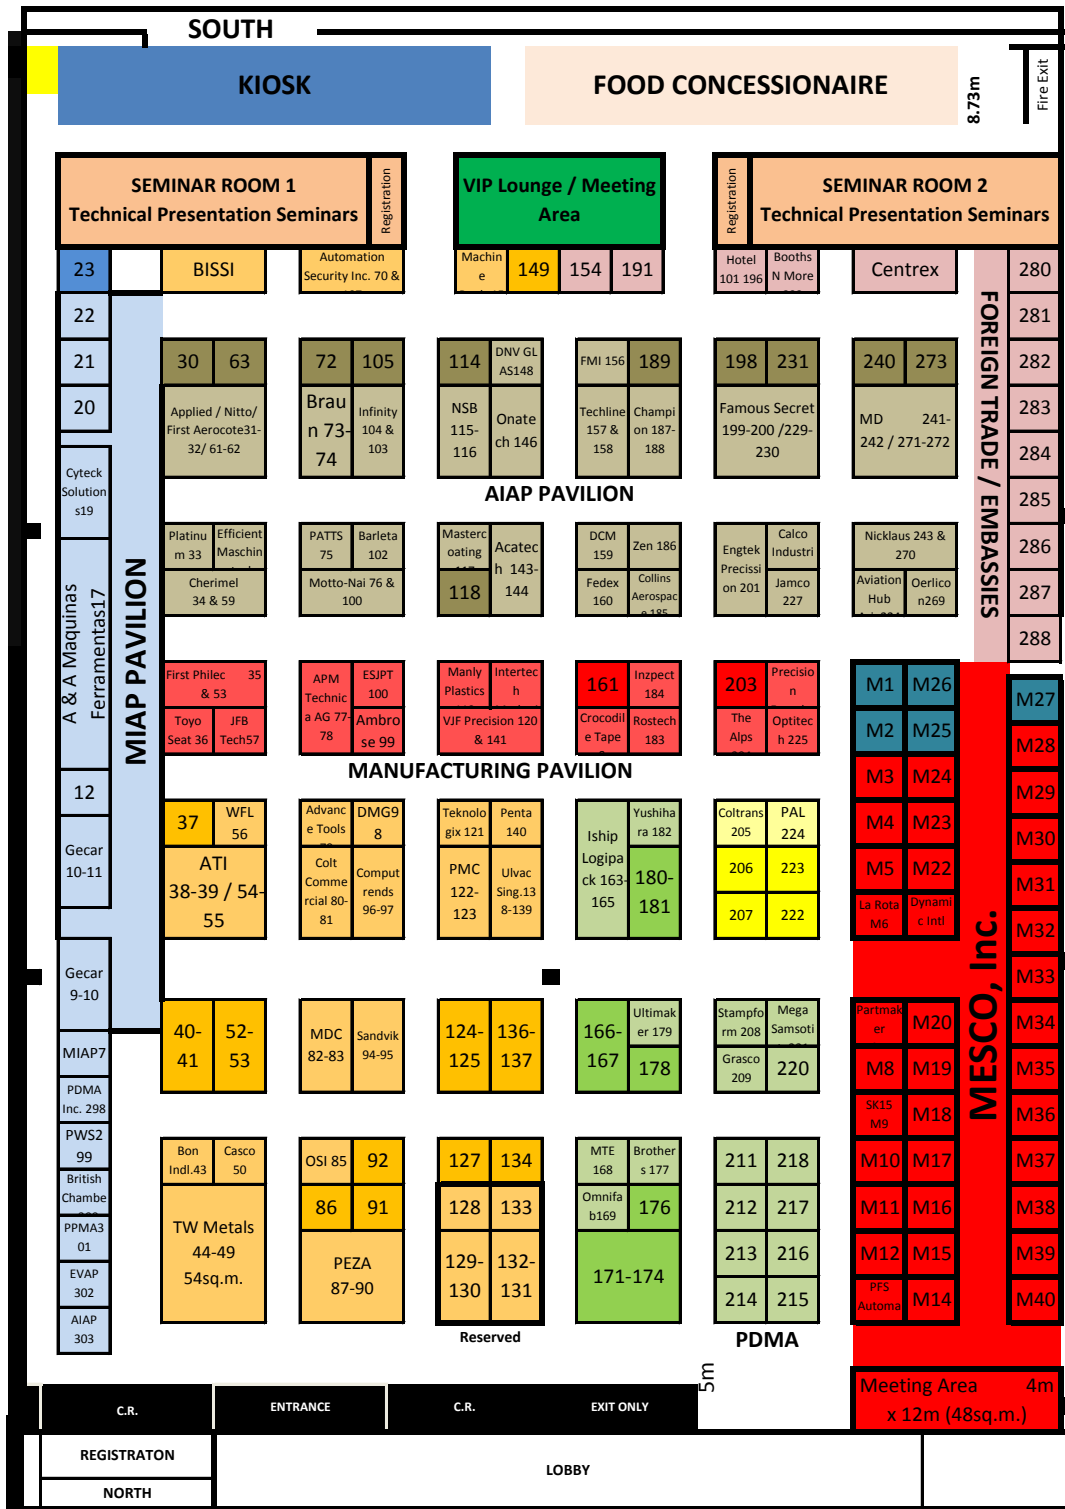 SOUTH
KIOSK
FOOD CONCESSIONAIRE
8.73m
Fire Exit
SEMINAR ROOM 1
Technical Presentation Seminars
Registration
VIP Lounge / Meeting
Area
Registration
SEMINAR ROOM 2
Technical Presentation Seminars
23
BISSI
Automation
Security Inc. 70 &
Machin
e
149
154
191
Hotel
101 196
Booths
N More
Centrex
280
22
281
21
30
63
72
105
114
DNV GL
AS148
FMI 156
189
198
231
240
273
282
20
Applied / Nitto/
First Aerocote31-
32/ 61-62
Brau
n 73-
74
Infinity
104 &
103
NSB
115-
116
Onate
ch 146
Techline
157 &
158
Champi
on 187-
188
Famous Secret
199-200 /229-
230
MD 241-
242 / 271-272
283
284
FOREIGN TRADE / EMBASSIES
Cyteck
Solution
s19
AIAP PAVILION
285
Platinu
m 33
Efficient
Maschin
PATTS
75
Barleta
102
Masterc
oating
Acatec
h 143-
144
DCM
159
Zen 186
Engtek
Precissi
on 201
Calco
Industri
Nicklaus 243 &
270
286
A & A Maquinas
Ferramentas17
MIAP PAVILION
Cherimel
34 & 59
Motto-Nai 76 &
100
118
Fedex
160
Collins
Aerospac
e 185
Jamco
227
Aviation
Hub
Oerlico
n269
287
288
First Philec 35
& 53
APM
Technic
a AG 77-
78
ESJPT
100
Manly
Plastics
Intertec
h
161
Inzpect
184
203
Precisio
n
M1
M26
M27
Toyo
Seat 36
JFB
Tech57
Ambro
se 99
VJF Precision 120
& 141
Crocodil
e Tape
Rostech
183
The
Alps
Optitec
h 225
M2
M25
M28
MANUFACTURING PAVILION
12
M3
M24
M29
37
WFL
56
Advanc
e Tools
DMG9
8
Teknolo
gix 121
Penta
140
Iship
Logipa
ck 163-
165
Yushiha
ra 182
Coltrans
205
PAL
224
M4
M23
M30
Gecar
10-11
ATI
38-39 / 54-
55
Colt
Comme
rcial 80-
81
Comput
rends
96-97
PMC
122-
123
Ulvac
Sing.13
8-139
180-
181
206
223
M5
M22
M31
207
222
La Rota
M6
Dynami
c Intl
M32
MESCO, Inc.
Gecar
9-10
M33
40-
41
52-
53
MDC
82-83
Sandvik
94-95
124-
125
136-
137
166-
167
Ultimak
er 179
Stampfo
rm 208
Mega
Samsoti
Partmak
er
M20
M34
MIAP7
178
Grasco
209
220
M8
M19
M35
PDMA
Inc. 298
SK15
M9
M18
M36
PWS2
99
Bon
Indl.43
Casco
50
OSI 85
92
127
134
MTE
168
Brother
s 177
211
218
M10
M17
M37
British
Chambe
TW Metals
44-49
54sq.m.
86
91
128
133
Omnifa
b169
176
212
217
M11
M16
M38
PPMA3
01
PEZA
87-90
129-
130
132-
131
171-174
213
216
M12
M15
M39
EVAP
302
214
215
PFS
Automa
M14
M40
AIAP
303
Reserved
PDMA
5m
Meeting Area 4m
x 12m (48sq.m.)
C.R.
ENTRANCE
C.R.
EXIT ONLY
REGISTRATON
LOBBY
NORTH